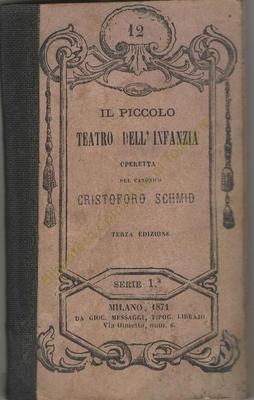 12
IL PICCOLO
TEATRO DELL'INFANZIA
OPERETTA
DEL CANONICO
CRISTOFORO SCHMID
TERZA EDIZIONE
SERIE 1.ª
MILANO, 1871
DA GIOC. MESSAGGI, TIPOG. LIBRAJO
Via Olmetto, num. 6.